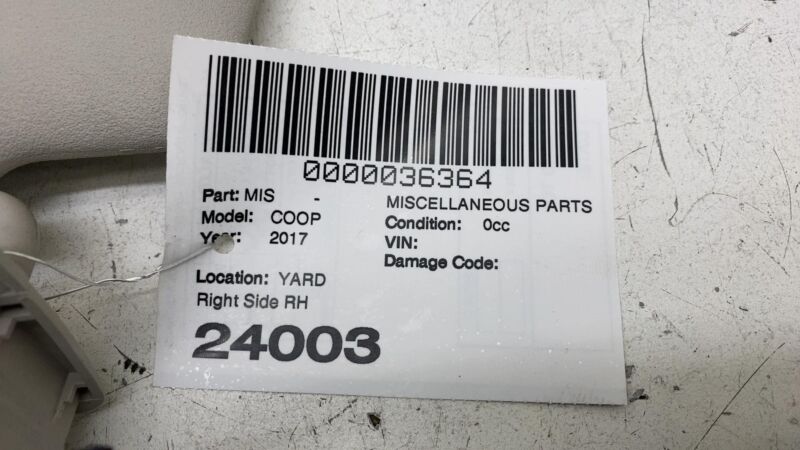 0000036364
Part: MIS - MISCELLANEOUS PARTS
Model: COOP Condition: 0cc
Year: 2017 VIN:
Damage Code:
Location: YARD
Right Side RH
24003